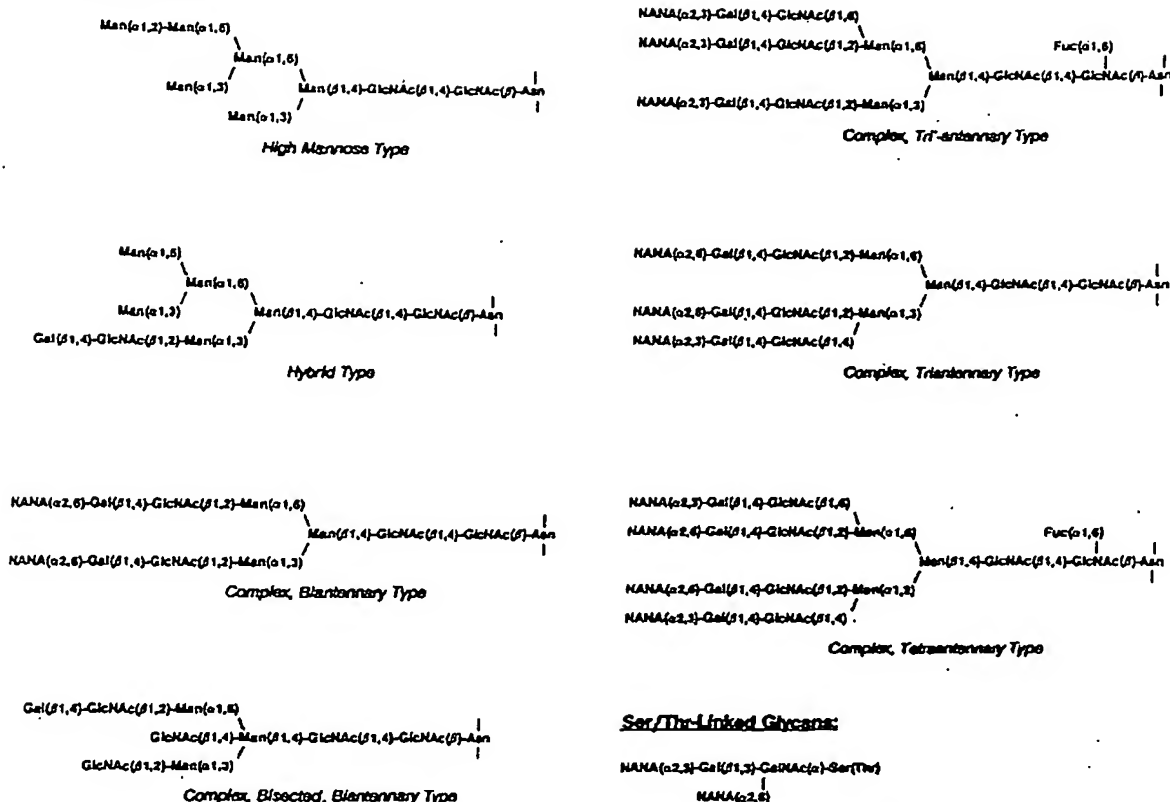 Man(α1,2)-Man(α1,6)
Man(α1,6)
Man(α1,3)
Man(β1,4)-GlcNAc(β1,4)-GlcNAc(β)-Asn
Man(α1,3)
High Mannose Type
Man(α1,6)
Man(α1,6)
Man(α1,3)
Man(β1,4)-GlcNAc(β1,4)-GlcNAc(β)-Asn
Gal(β1,4)-GlcNAc(β1,2)-Man(α1,3)
Hybrid Type
NANA(α2,6)-Gal(β1,4)-GlcNAc(β1,2)-Man(α1,6)
Man(β1,4)-GlcNAc(β1,4)-GlcNAc(β)-Asn
NANA(α2,6)-Gal(β1,4)-GlcNAc(β1,2)-Man(α1,3)
Complex, Biantennary Type
Gal(β1,4)-GlcNAc(β1,2)-Man(α1,6)
GlcNAc(β1,4)-Man(β1,4)-GlcNAc(β1,4)-GlcNAc(β)-Asn
GlcNAc(β1,2)-Man(α1,3)
Complex, Bisected, Biantennary Type
NANA(α2,3)-Gal(β1,4)-GlcNAc(β1,6)
NANA(α2,3)-Gal(β1,4)-GlcNAc(β1,2)-Man(α1,6)
Fuc(α1,6)
Man(β1,4)-GlcNAc(β1,4)-GlcNAc(β)-Asn
NANA(α2,3)-Gal(β1,4)-GlcNAc(β1,2)-Man(α1,3)
Complex, Tri'-antennary Type
NANA(α2,6)-Gal(β1,4)-GlcNAc(β1,2)-Man(α1,6)
Man(β1,4)-GlcNAc(β1,4)-GlcNAc(β)-Asn
NANA(α2,6)-Gal(β1,4)-GlcNAc(β1,2)-Man(α1,3)
NANA(α2,3)-Gal(β1,4)-GlcNAc(β1,4)
Complex, Triantennary Type
NANA(α2,3)-Gal(β1,4)-GlcNAc(β1,6)
NANA(α2,6)-Gal(β1,4)-GlcNAc(β1,2)-Man(α1,6)
Fuc(α1,6)
Man(β1,4)-GlcNAc(β1,4)-GlcNAc(β)-Asn
NANA(α2,6)-Gal(β1,4)-GlcNAc(β1,2)-Man(α1,3)
NANA(α2,3)-Gal(β1,4)-GlcNAc(β1,4)
Complex, Tetraantennary Type
Ser/Thr-Linked Glycans:
NANA(α2,3)-Gal(β1,3)-GalNAc(α)-Ser(Thr)
NANA(α2,6)